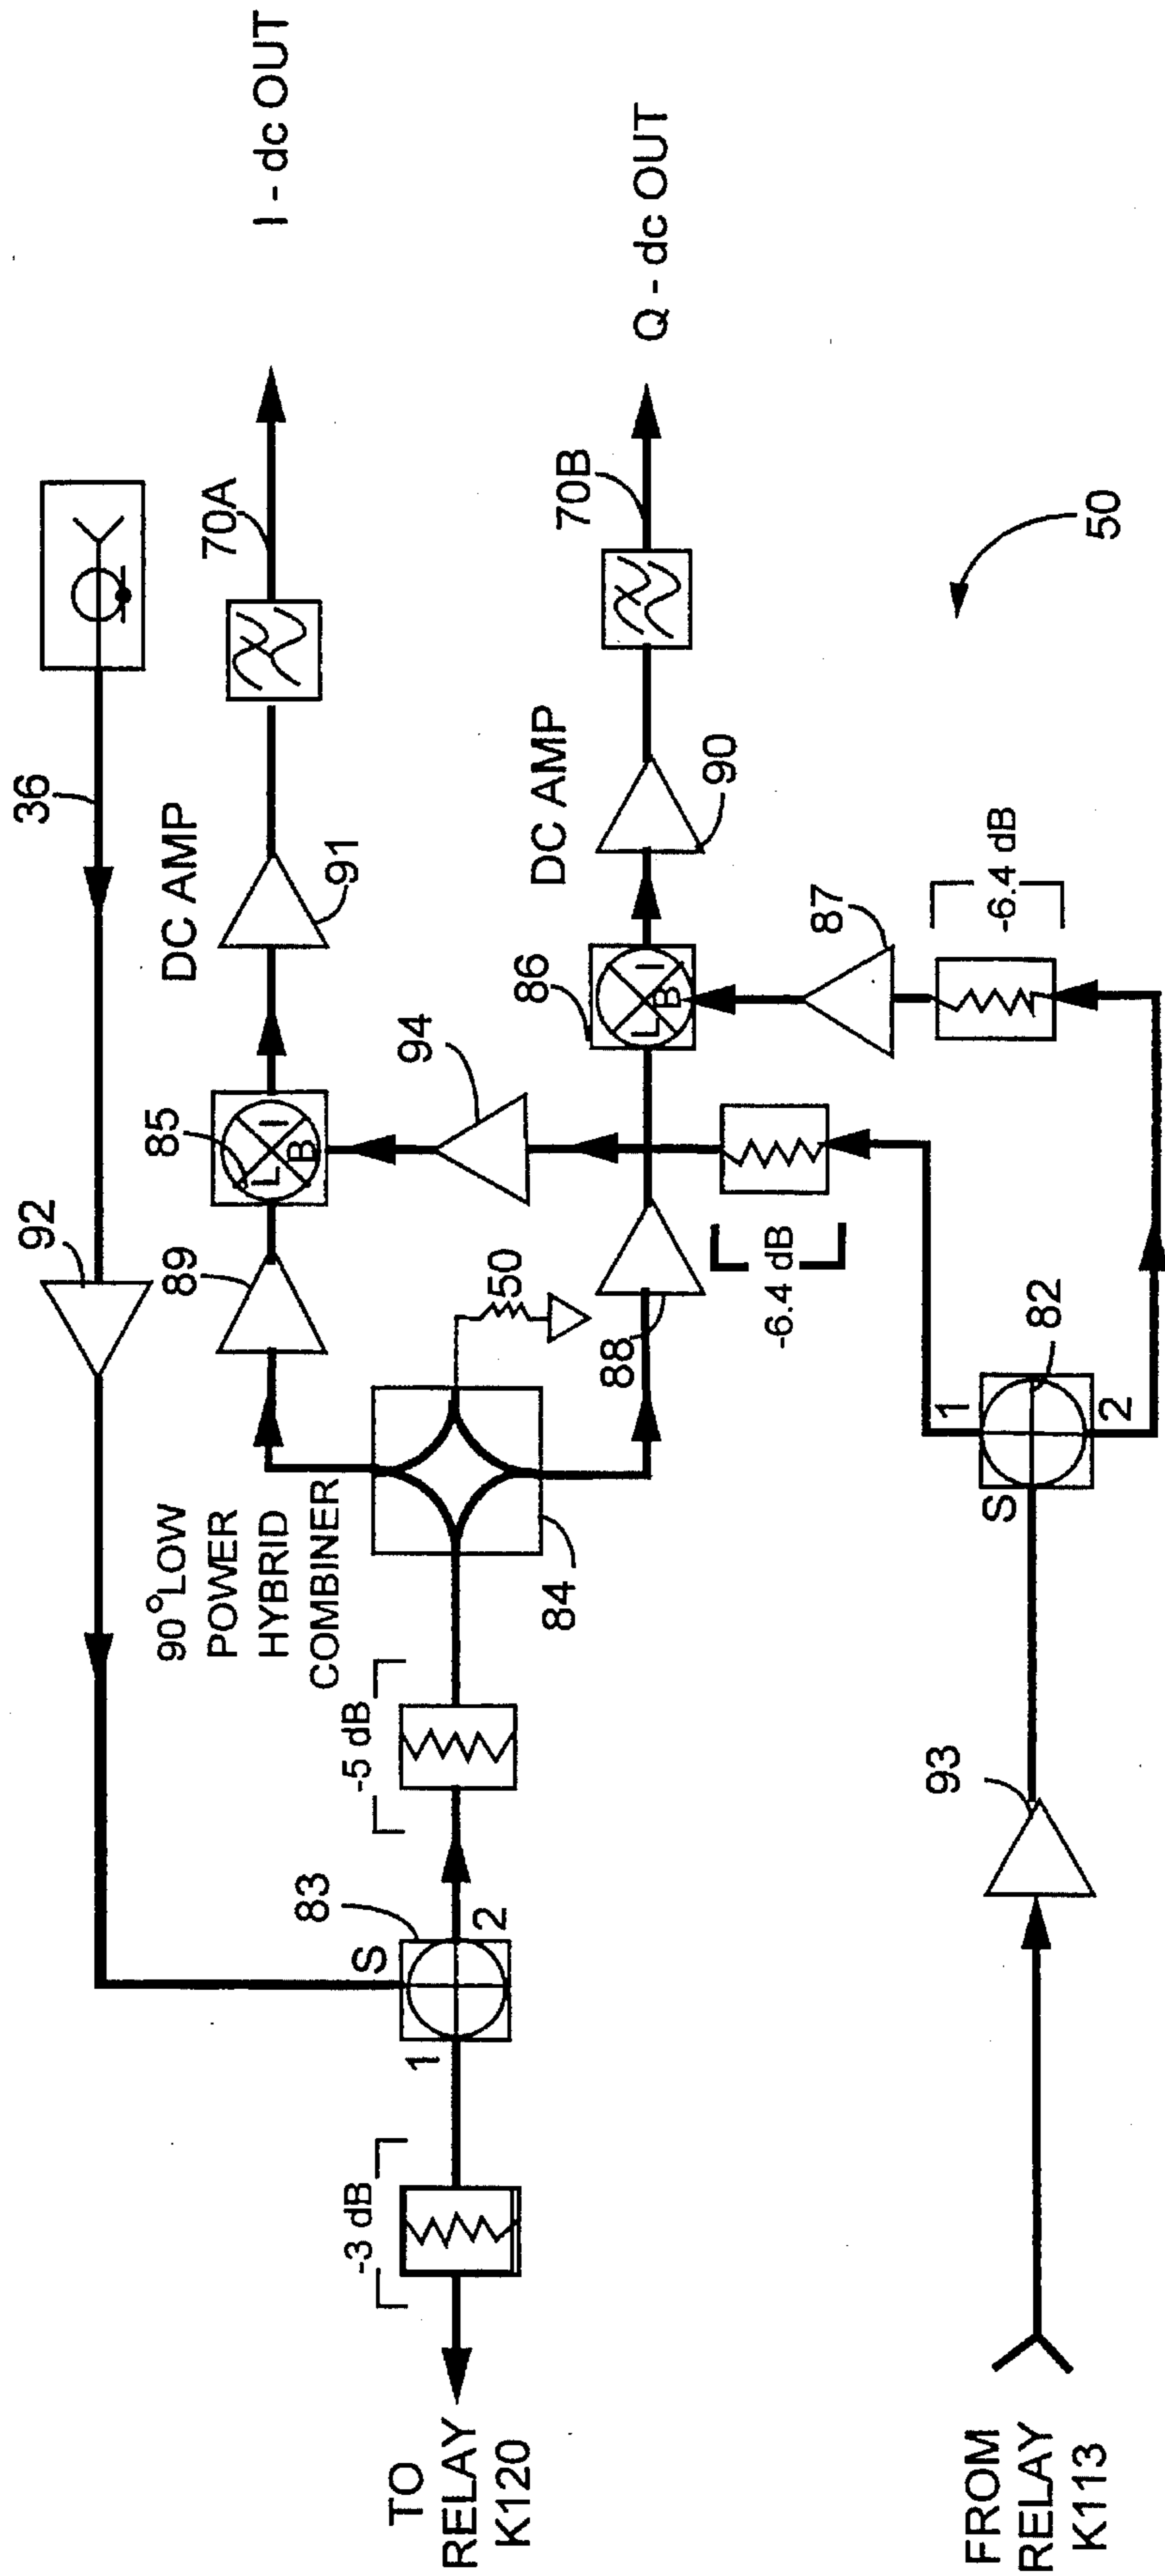 I - dc OUT
36
70A
DC AMP
91
92
89
85
L
I
B
94
Q - dc OUT
70B
DC AMP
90
86
L
I
B
87
-6.4 dB
50
90°LOW
POWER
HYBRID
COMBINER
84
50
88
-6.4 dB
-5 dB
83
S
1
2
-3 dB
TO
RELAY
K120
82
S
1
2
93
FROM
RELAY
K113